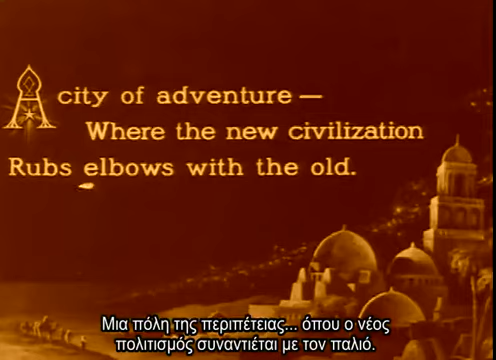 A city of adventure —
Where the new civilization
Rubs elbows with the old.
Μια πόλη της περιπέτειας... όπου ο νέος
πολιτισμός συναντιέται με τον παλιό.